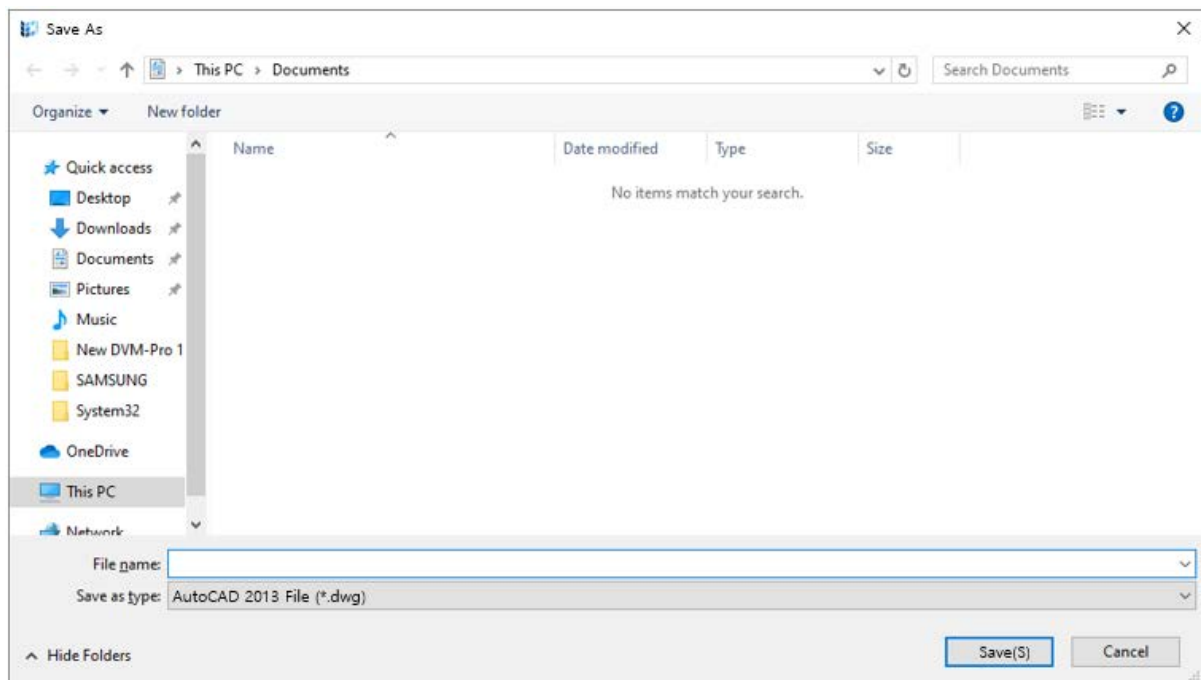 Save As
This PC > Documents
Search Documents
Organize
New folder
Name
Date modified
Type
Size
No items match your search.
Quick access
Desktop
Downloads
Documents
Pictures
Music
New DVM-Pro 1
SAMSUNG
System32
OneDrive
This PC
Network
File name:
Save as type: AutoCAD 2013 File (*.dwg)
Hide Folders
Save(S)
Cancel